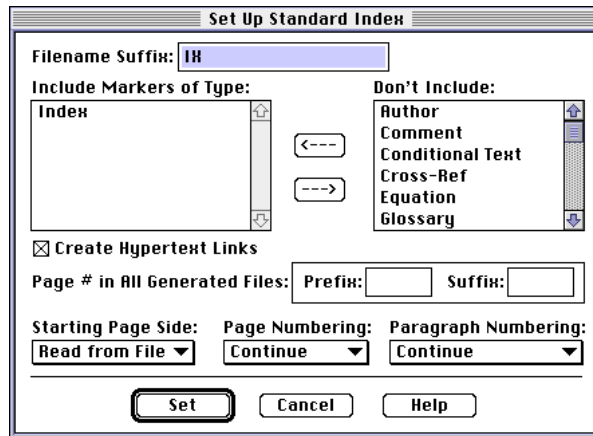 Set Up Standard Index
Filename Suffix: IX
Include Markers of Type:
Don't Include:
Index
<---
--->
Author
Comment
Conditional Text
Cross-Ref
Equation
Glossary
Create Hypertext Links
Page # in All Generated Files: Prefix: Suffix:
Starting Page Side: Page Numbering: Paragraph Numbering:
Read from File Continue Continue
Set Cancel Help